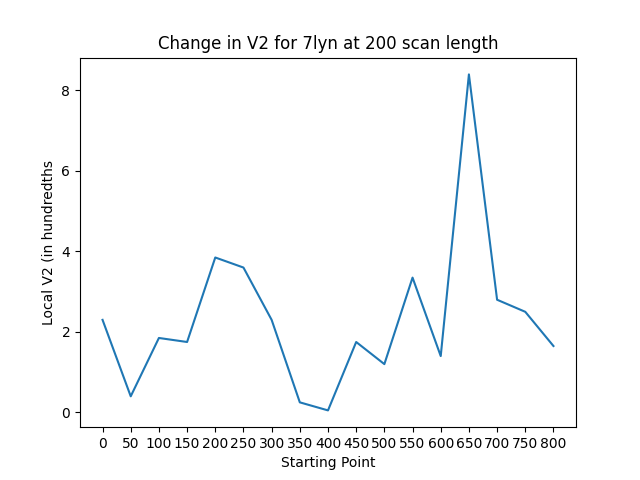 Change in V2 for 7lyn at 200 scan length
Local V2 (in hundredths
8
6
4
2
0
0 50 100 150 200 250 300 350 400 450 500 550 600 650 700 750 800
Starting Point